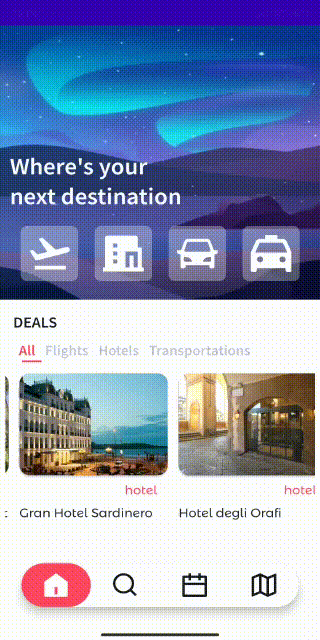 Where's your
next destination
DEALS
All Flights Hotels Transportations
hotel hotel
: Gran Hotel Sardinero Hotel degli Orafi